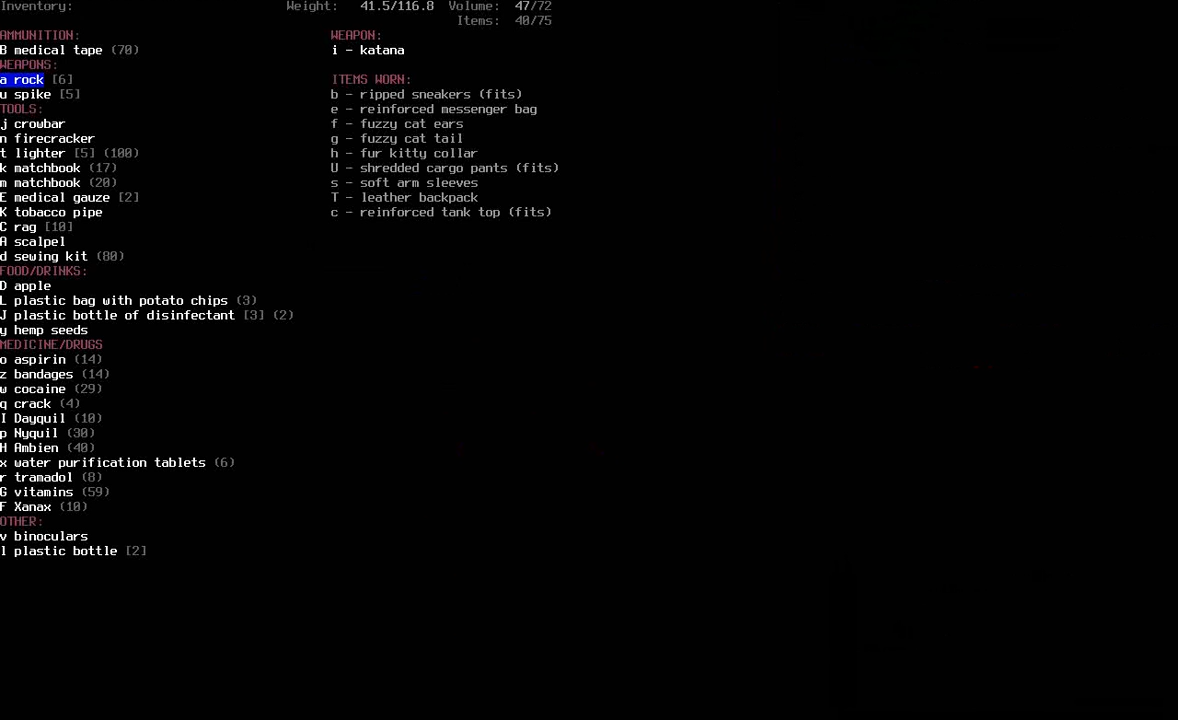 Inventory: Weight: 41.5/116.8 Volume: 47/72
Items: 40/75
AMMUNITION:
B medical tape (70)
WEAPONS:
a rock [6]
u spike [5]
TOOLS:
j crowbar
n firecracker
t lighter [5] (100)
k matchbook (17)
m matchbook (20)
E medical gauze [2]
K tobacco pipe
C rag [10]
A scalpel
d sewing kit (80)
FOOD/DRINKS:
D apple
L plastic bag with potato chips (3)
J plastic bottle of disinfectant [3] (2)
y hemp seeds
MEDICINE/DRUGS
o aspirin (14)
z bandages (14)
w cocaine (29)
q crack (4)
I Dayquil (10)
p Nyquil (30)
H Ambien (40)
x water purification tablets (6)
r tramadol (8)
G vitamins (59)
F Xanax (10)
OTHER:
v binoculars
l plastic bottle [2]
WEAPON:
i - katana
ITEMS WORN:
b - ripped sneakers (fits)
e - reinforced messenger bag
f - fuzzy cat ears
g - fuzzy cat tail
h - fur kitty collar
U - shredded cargo pants (fits)
s - soft arm sleeves
T - leather backpack
c - reinforced tank top (fits)